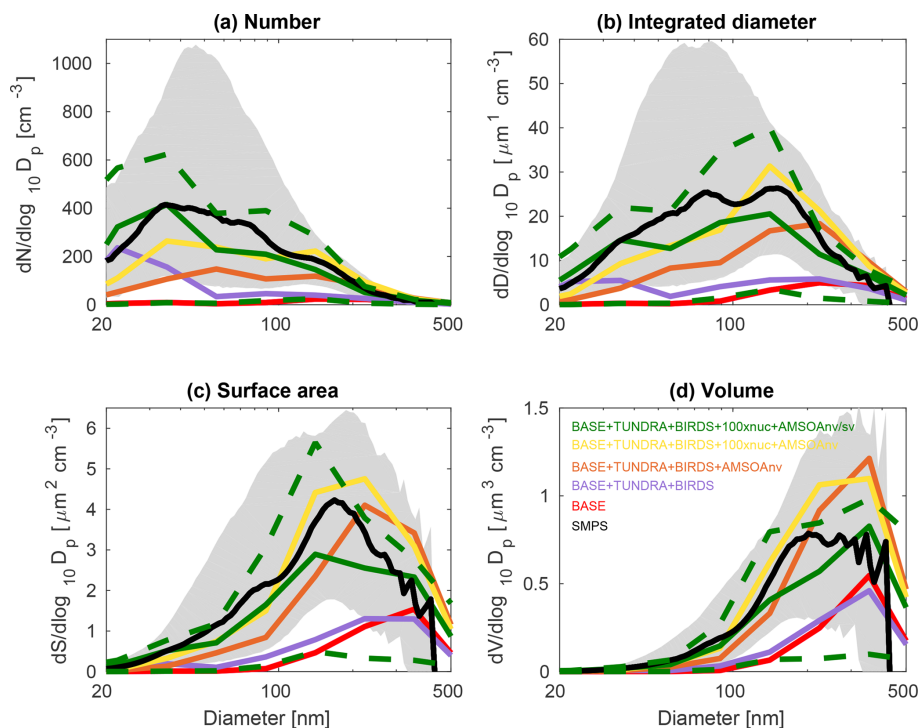 (a) Number
(b) Integrated diameter
dN/dlog 10 D p [cm -3 ]
1000
800
600
400
200
0
20
100
500
dD/dlog 10 D p [ μm 1 cm -3 ]
60
50
40
30
20
10
0
20
100
500
(c) Surface area
(d) Volume
dS/dlog 10 D p [ μm 2 cm -3 ]
6
5
4
3
2
1
0
20
100
500
Diameter [nm]
dV/dlog 10 D p [ μm 3 cm -3 ]
1.5
1
0.5
0
20
100
500
Diameter [nm]
BASE+TUNDRA+BIRDS+100xnuc+AMSOAnv/sv
BASE+TUNDRA+BIRDS+100xnuc+AMSOAnv
BASE+TUNDRA+BIRDS+AMSOAnv
BASE+TUNDRA+BIRDS
BASE
SMPS